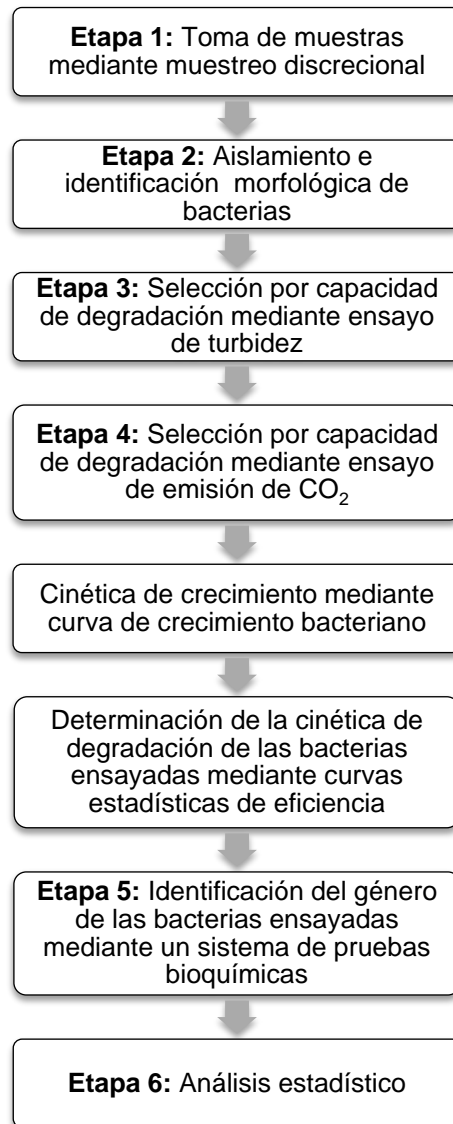 Etapa 1: Toma de muestras
mediante muestreo discrecional
Etapa 2: Aislamiento e
identificación morfológica de
bacterias
Etapa 3: Selección por capacidad
de degradación mediante ensayo
de turbidez
Etapa 4: Selección por capacidad
de degradación mediante ensayo
de emisión de CO₂
Cinética de crecimiento mediante
curva de crecimiento bacteriano
Determinación de la cinética de
degradación de las bacterias
ensayadas mediante curvas
estadísticas de eficiencia
Etapa 5: Identificación del género
de las bacterias ensayadas
mediante un sistema de pruebas
bioquímicas
Etapa 6: Análisis estadístico